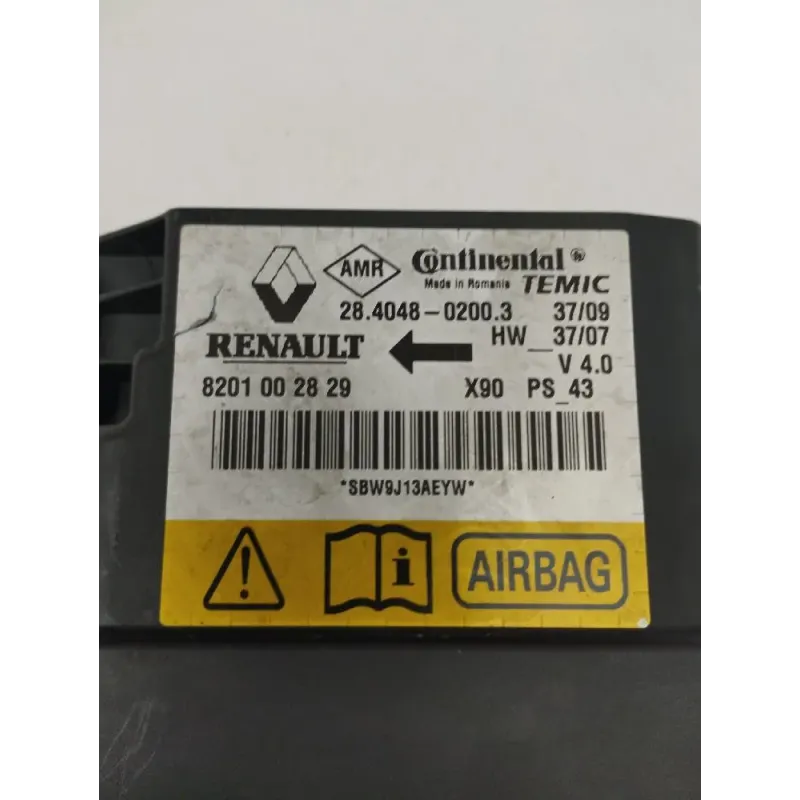 AMR Continental®
Made in Romania TEMIC
28.4048-0200.3 37/09
HW__37/07
RENAULT
V 4.0
8201 00 28 29 X90 PS_43
*SBW9J13AEYW*
! i AIRBAG